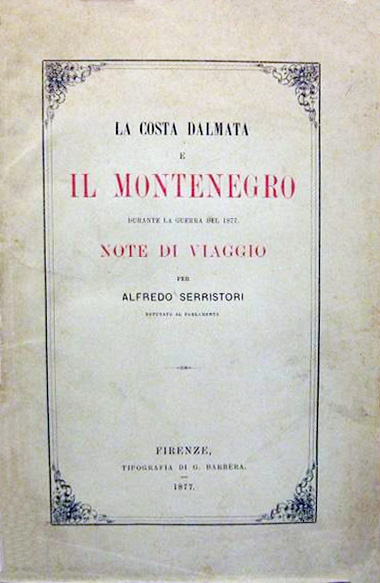 LA COSTA DALMATA
E
IL MONTENEGRO
DURANTE LA GUERRA DEL 1877.
NOTE DI VIAGGIO
PER
ALFREDO SERRISTORI
DEPUTATO AL PARLAMENTO
FIRENZE,
TIPOGRAFIA DI G. BARBÈRA.
1877.